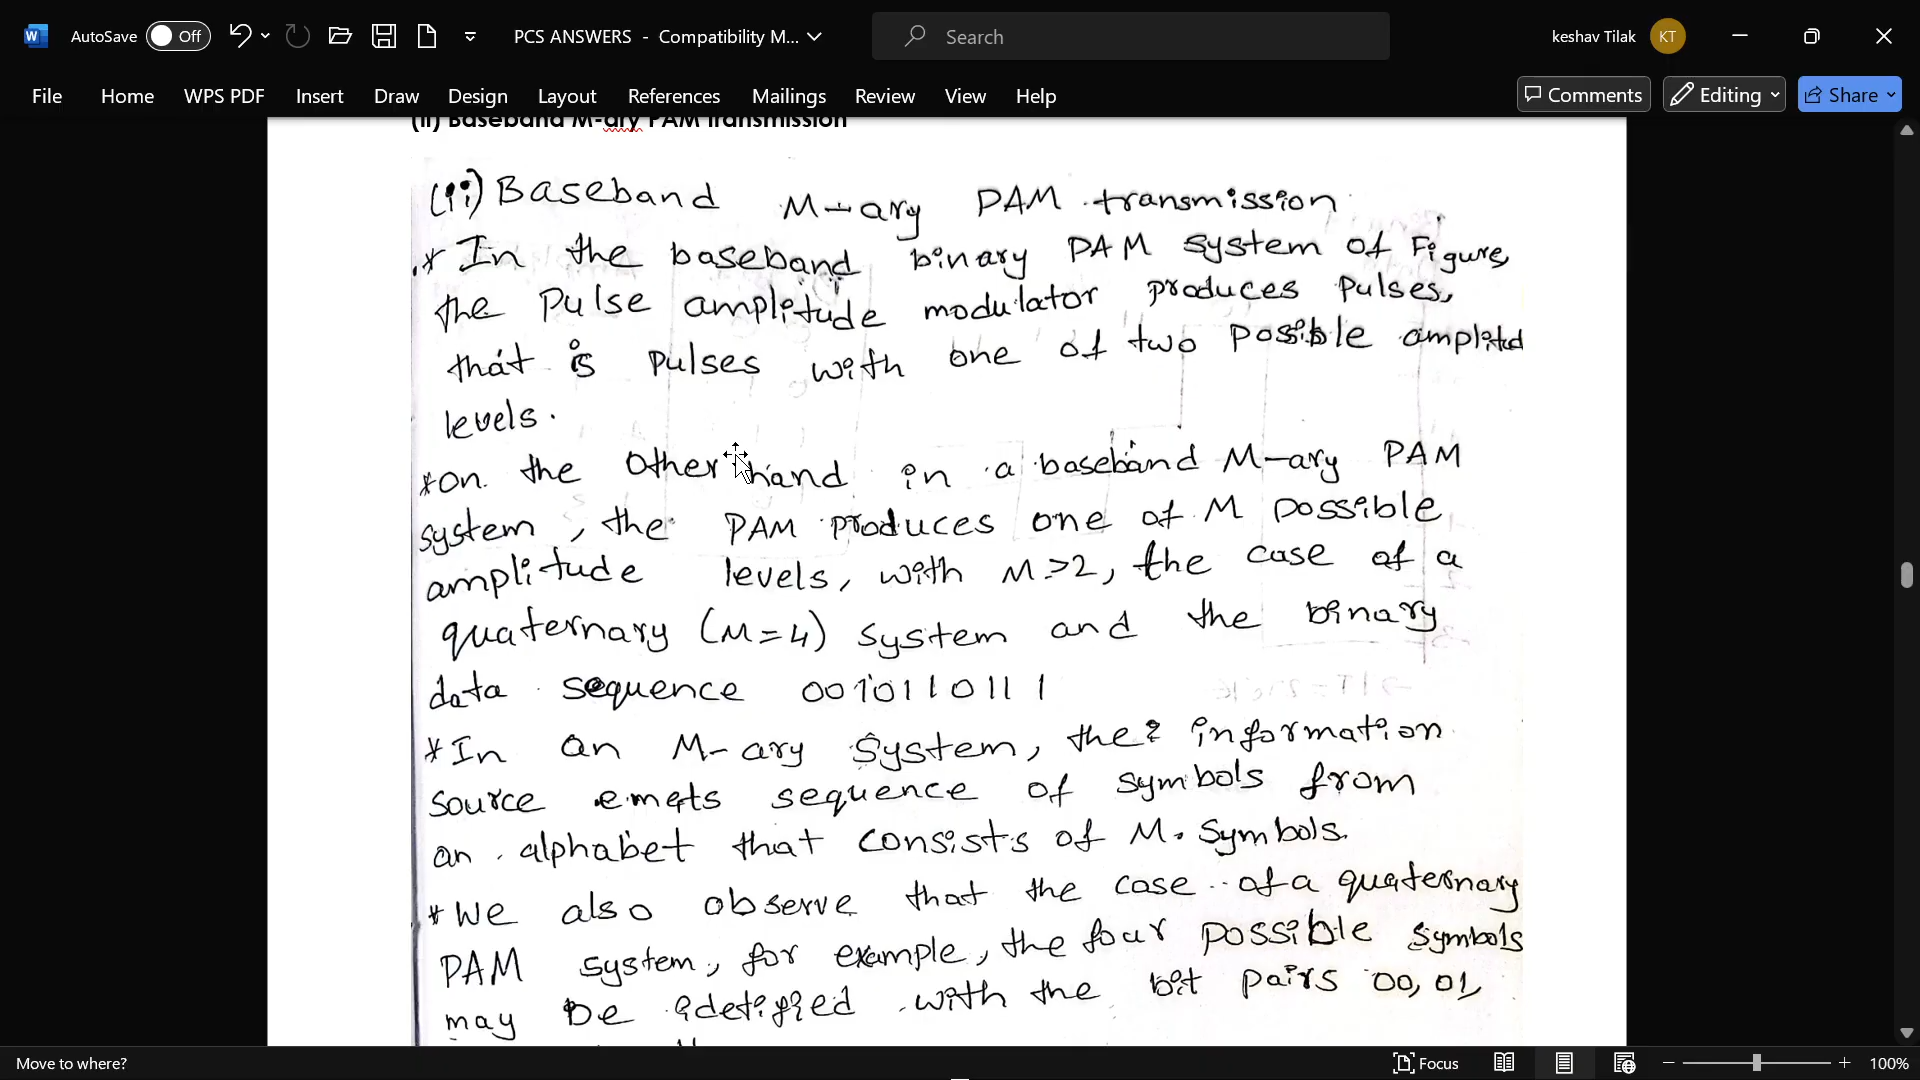 AutoSave Off PCS ANSWERS - Compatibility M... Search keshav Tilak KT
File Home WPS PDF Insert Draw Design Layout References Mailings Review View Help Comments Editing Share
(ii) Baseband M-ary PAM Transmission
(ii) Baseband M-ary PAM transmission
* In the baseband binary PAM system of Figure,
the Pulse amplitude modulator produces Pulses,
that is pulses with one of two possible amplitud
levels.
*on the Other hand in a baseband M-ary PAM
system, the PAM produces one of M possible
amplitude levels, with M>2, the case of a
quaternary (M=4) system and the binary
data sequence 0010110111
*In an M-ary System, the information
source emits sequence of symbols from
an alphabet that consists of M. Symbols.
*We also observe that the case of a quaternary
PAM system, for example, the four possible symbols
may be idetified with the bit pairs 00, 01,
Move to where? Focus 100%